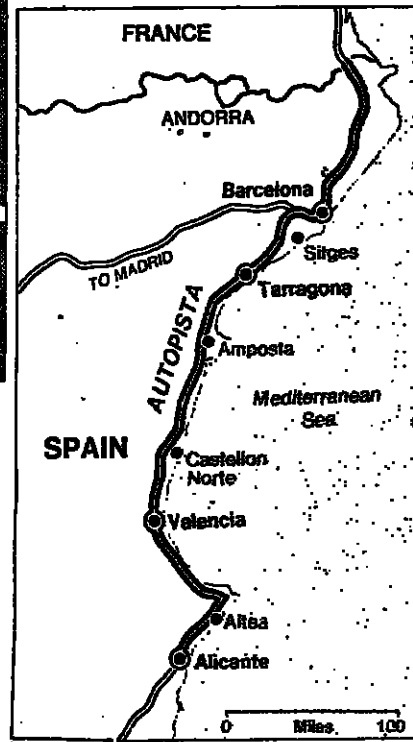 FRANCE
ANDORRA
Barcelona
Sitges
TO MADRID
Tarragona
AUTOPISTA
Amposta
Mediterranean
Sea
SPAIN
Castellon
Norte
Valencia
Altea
Alicante
0 Miles 100